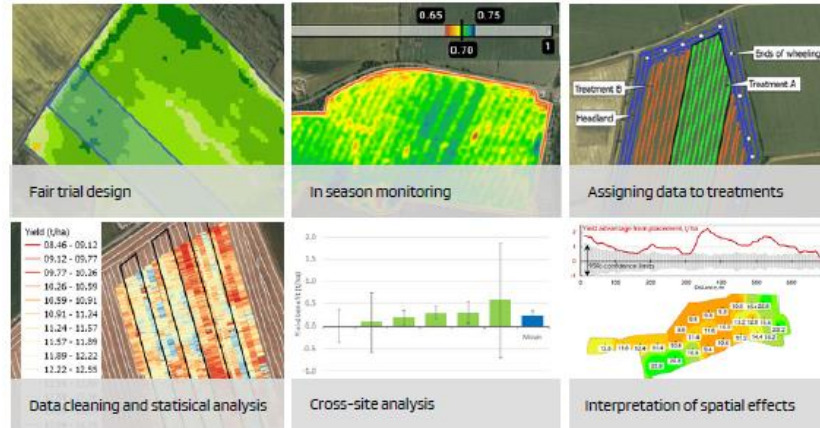 0.65
0.75
0.70
1
Ends of wheeling
Treatment B
Treatment A
Headland
Fair trial design
In season monitoring
Assigning data to treatments
Yield (t/ha)
08.46 - 09.12
09.12 - 09.77
09.77 - 10.26
10.26 - 10.59
10.59 - 10.91
10.91 - 11.24
11.24 - 11.57
11.57 - 11.89
11.89 - 12.22
12.22 - 12.55
Data cleaning and statisical analysis
Yield benefit (t/ha)
2.0
1.5
1.0
0.5
0.0
-0.5
-1.0
Mean
Cross-site analysis
Yield advantage from placement, t/ha
95% confidence limits
Distance, m
Interpretation of spatial effects